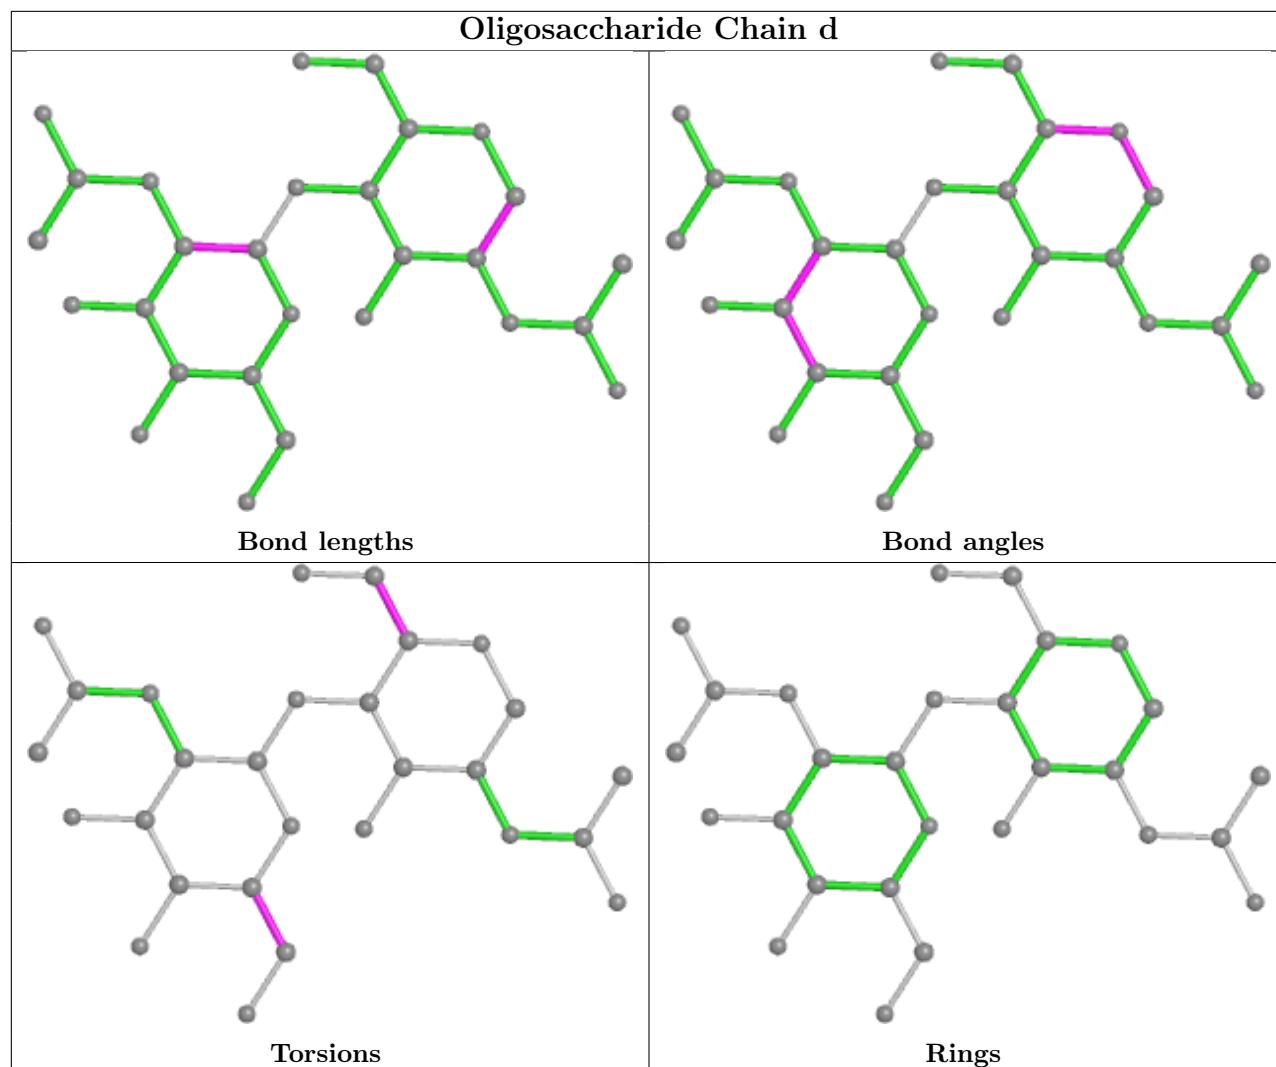 Oligosaccharide Chain d
Bond lengths
Bond angles
Torsions
Rings